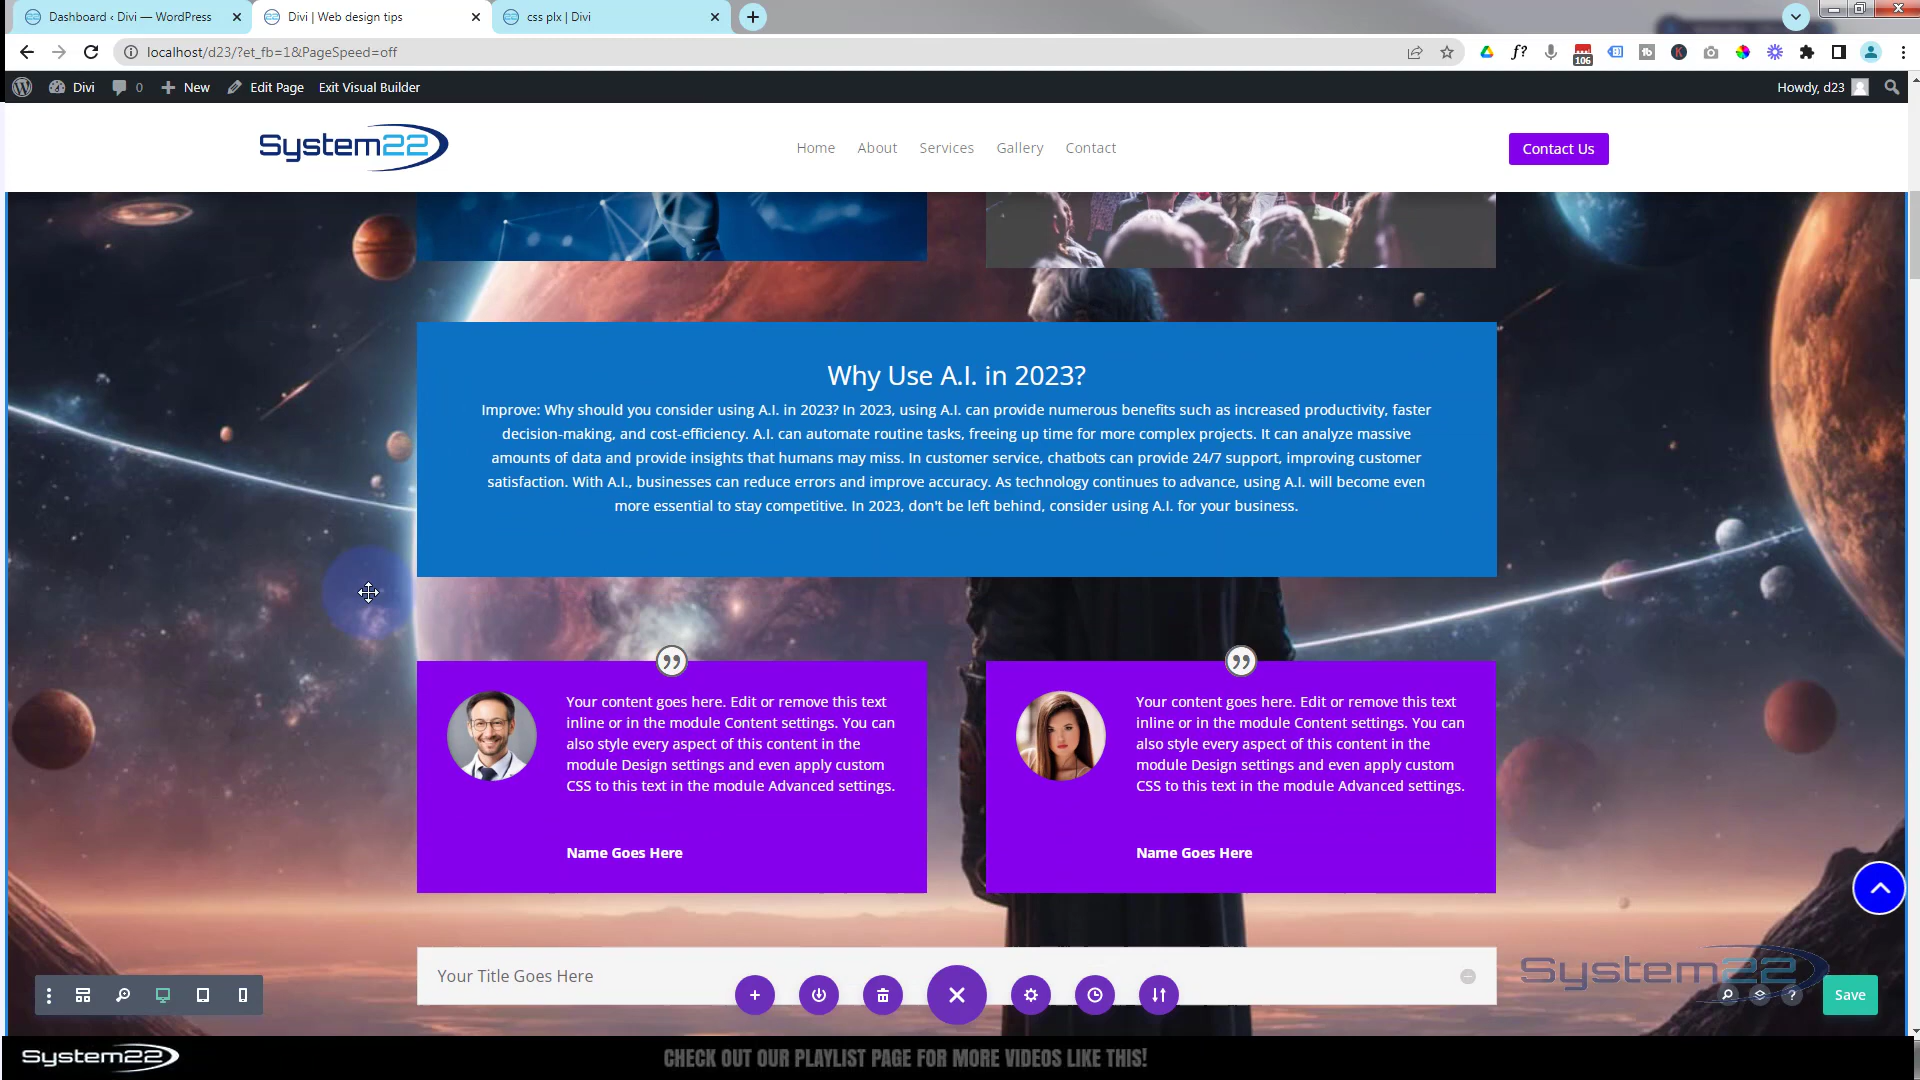 Dashboard ‹ Divi — WordPress
Divi | Web design tips
css plx | Divi
localhost/d23/?et_fb=1&PageSpeed=off
f?
106
tb
K
Divi
0
New
Edit Page
Exit Visual Builder
Howdy, d23
System22
Home
About
Services
Gallery
Contact
Contact Us
Why Use A.I. in 2023?
Improve: Why should you consider using A.I. in 2023? In 2023, using A.I. can provide numerous benefits such as increased productivity, faster
decision-making, and cost-efficiency. A.I. can automate routine tasks, freeing up time for more complex projects. It can analyze massive
amounts of data and provide insights that humans may miss. In customer service, chatbots can provide 24/7 support, improving customer
satisfaction. With A.I., businesses can reduce errors and improve accuracy. As technology continues to advance, using A.I. will become even
more essential to stay competitive. In 2023, don't be left behind, consider using A.I. for your business.
Your content goes here. Edit or remove this text
inline or in the module Content settings. You can
also style every aspect of this content in the
module Design settings and even apply custom
CSS to this text in the module Advanced settings.
Name Goes Here
Your content goes here. Edit or remove this text
inline or in the module Content settings. You can
also style every aspect of this content in the
module Design settings and even apply custom
CSS to this text in the module Advanced settings.
Name Goes Here
Your Title Goes Here
System22
?
Save
System22
CHECK OUT OUR PLAYLIST PAGE FOR MORE VIDEOS LIKE THIS!